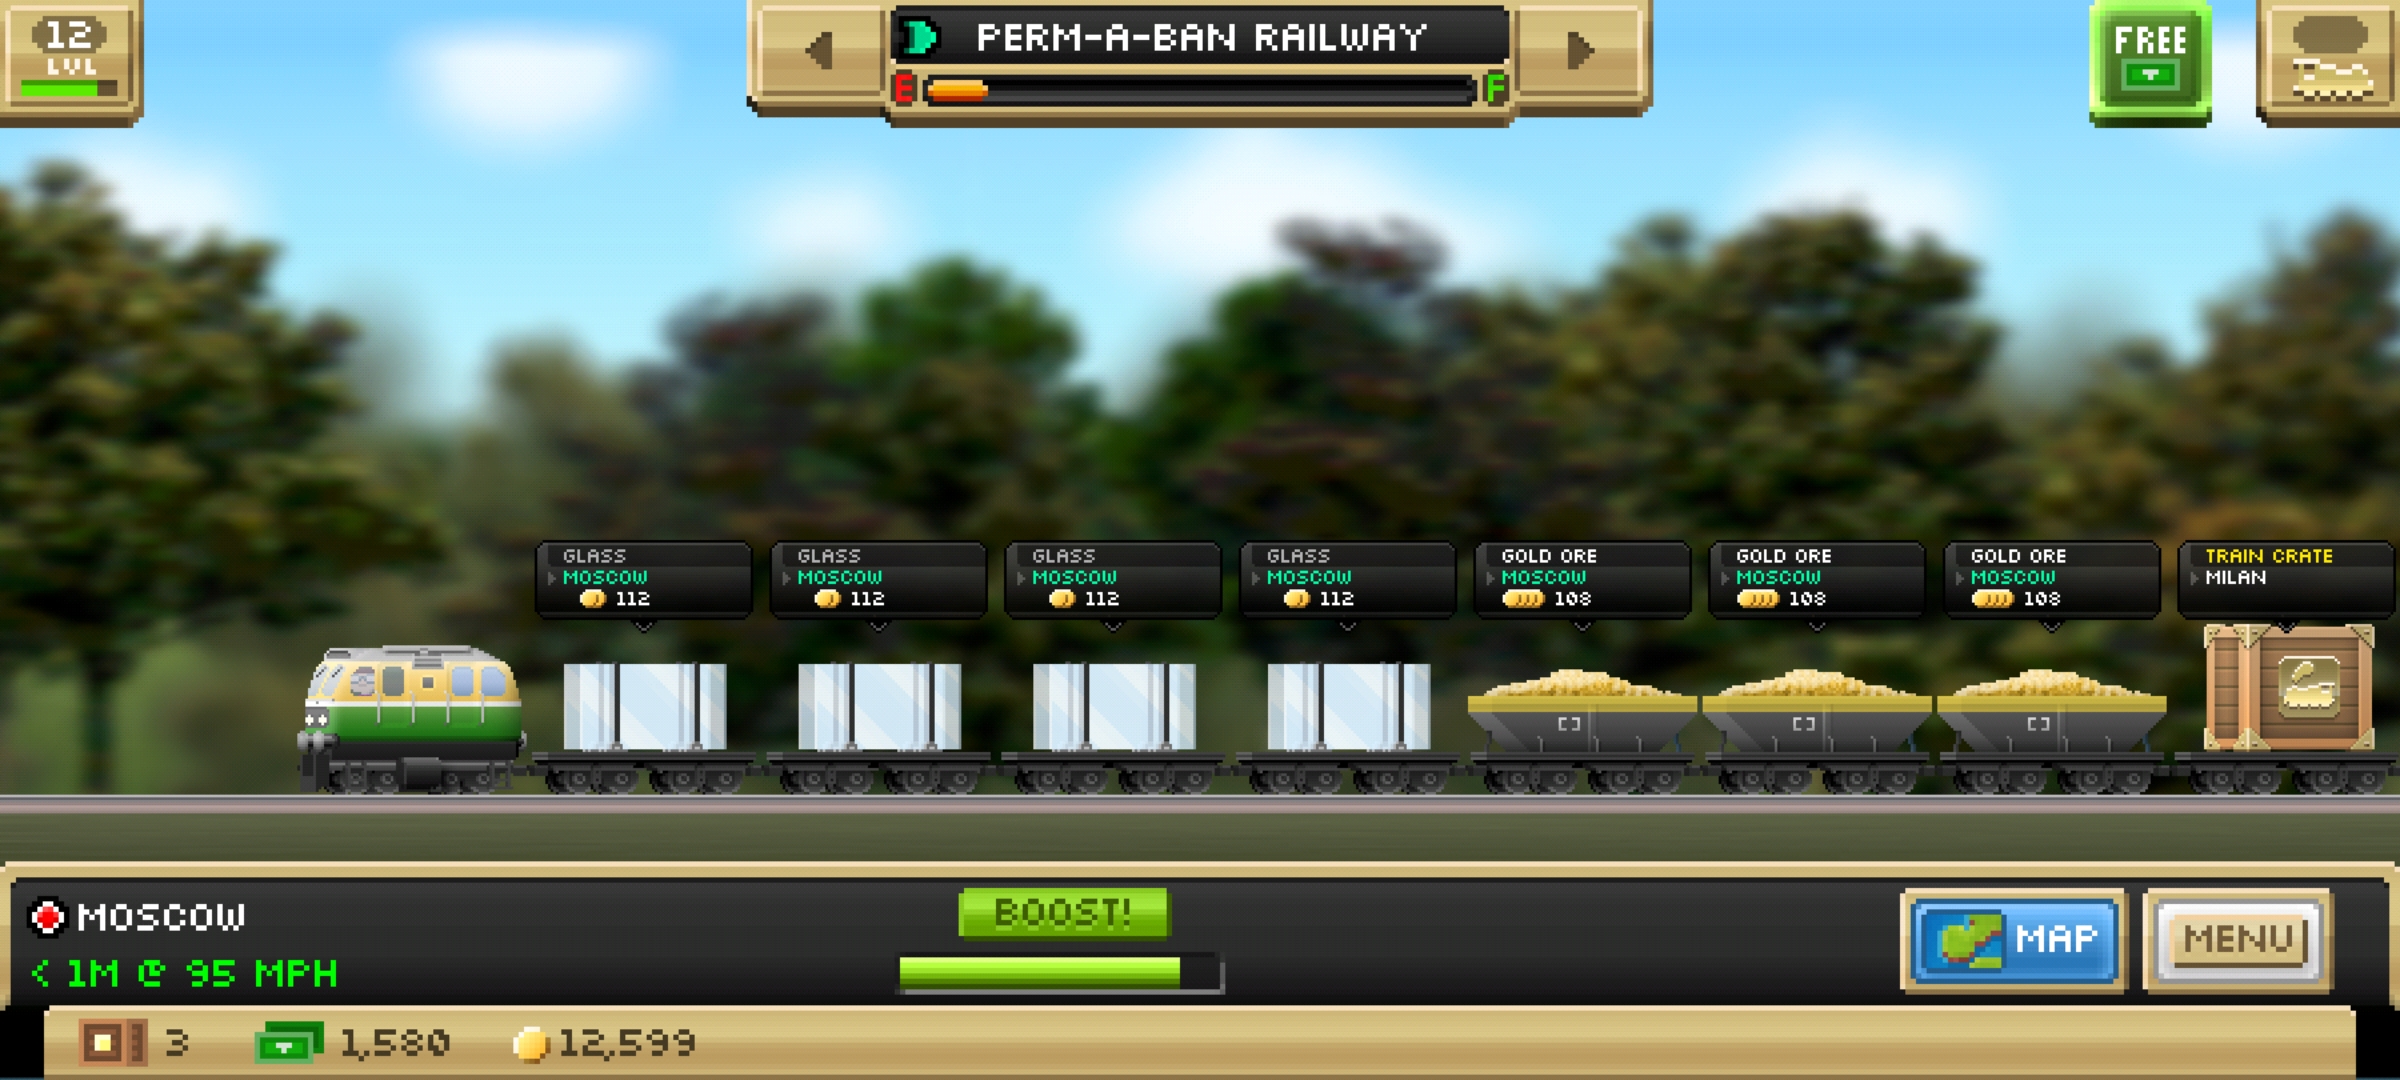 12
LVL
PERM-A-BAN RAILWAY
E
F
FREE
GLASS
MOSCOW
112
GLASS
MOSCOW
112
GLASS
MOSCOW
112
GLASS
MOSCOW
112
GOLD ORE
MOSCOW
108
GOLD ORE
MOSCOW
108
GOLD ORE
MOSCOW
108
TRAIN CRATE
MILAN
MOSCOW
< 1M @ 95 MPH
BOOST!
MAP
MENU
3
1,580
12,599